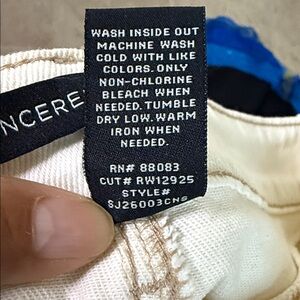 WASH INSIDE OUT
MACHINE WASH
COLD WITH LIKE
COLORS. ONLY
NON-CHLORINE
BLEACH WHEN
NEEDED. TUMBLE
DRY LOW. WARM
IRON WHEN
NEEDED.
RN# 88083
CUT# RW12925
STYLE#
SJ26003CNS
NCERE